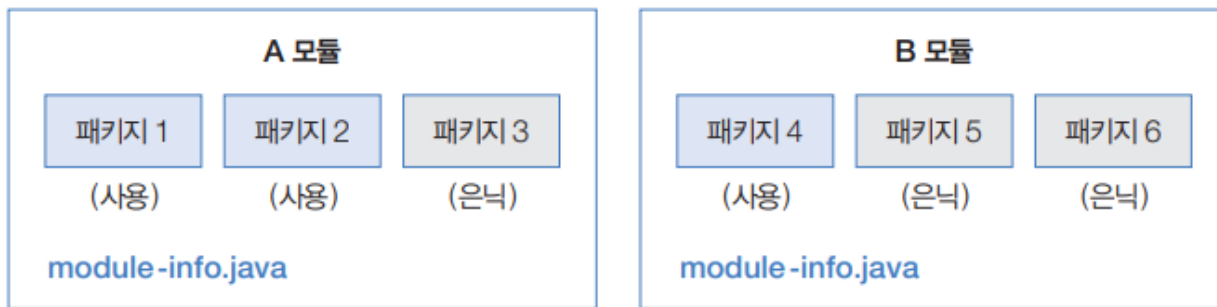 A 모듈
패키지 1
패키지 2
패키지 3
(사용)
(사용)
(은닉)
module-info.java
B 모듈
패키지 4
패키지 5
패키지 6
(사용)
(은닉)
(은닉)
module-info.java